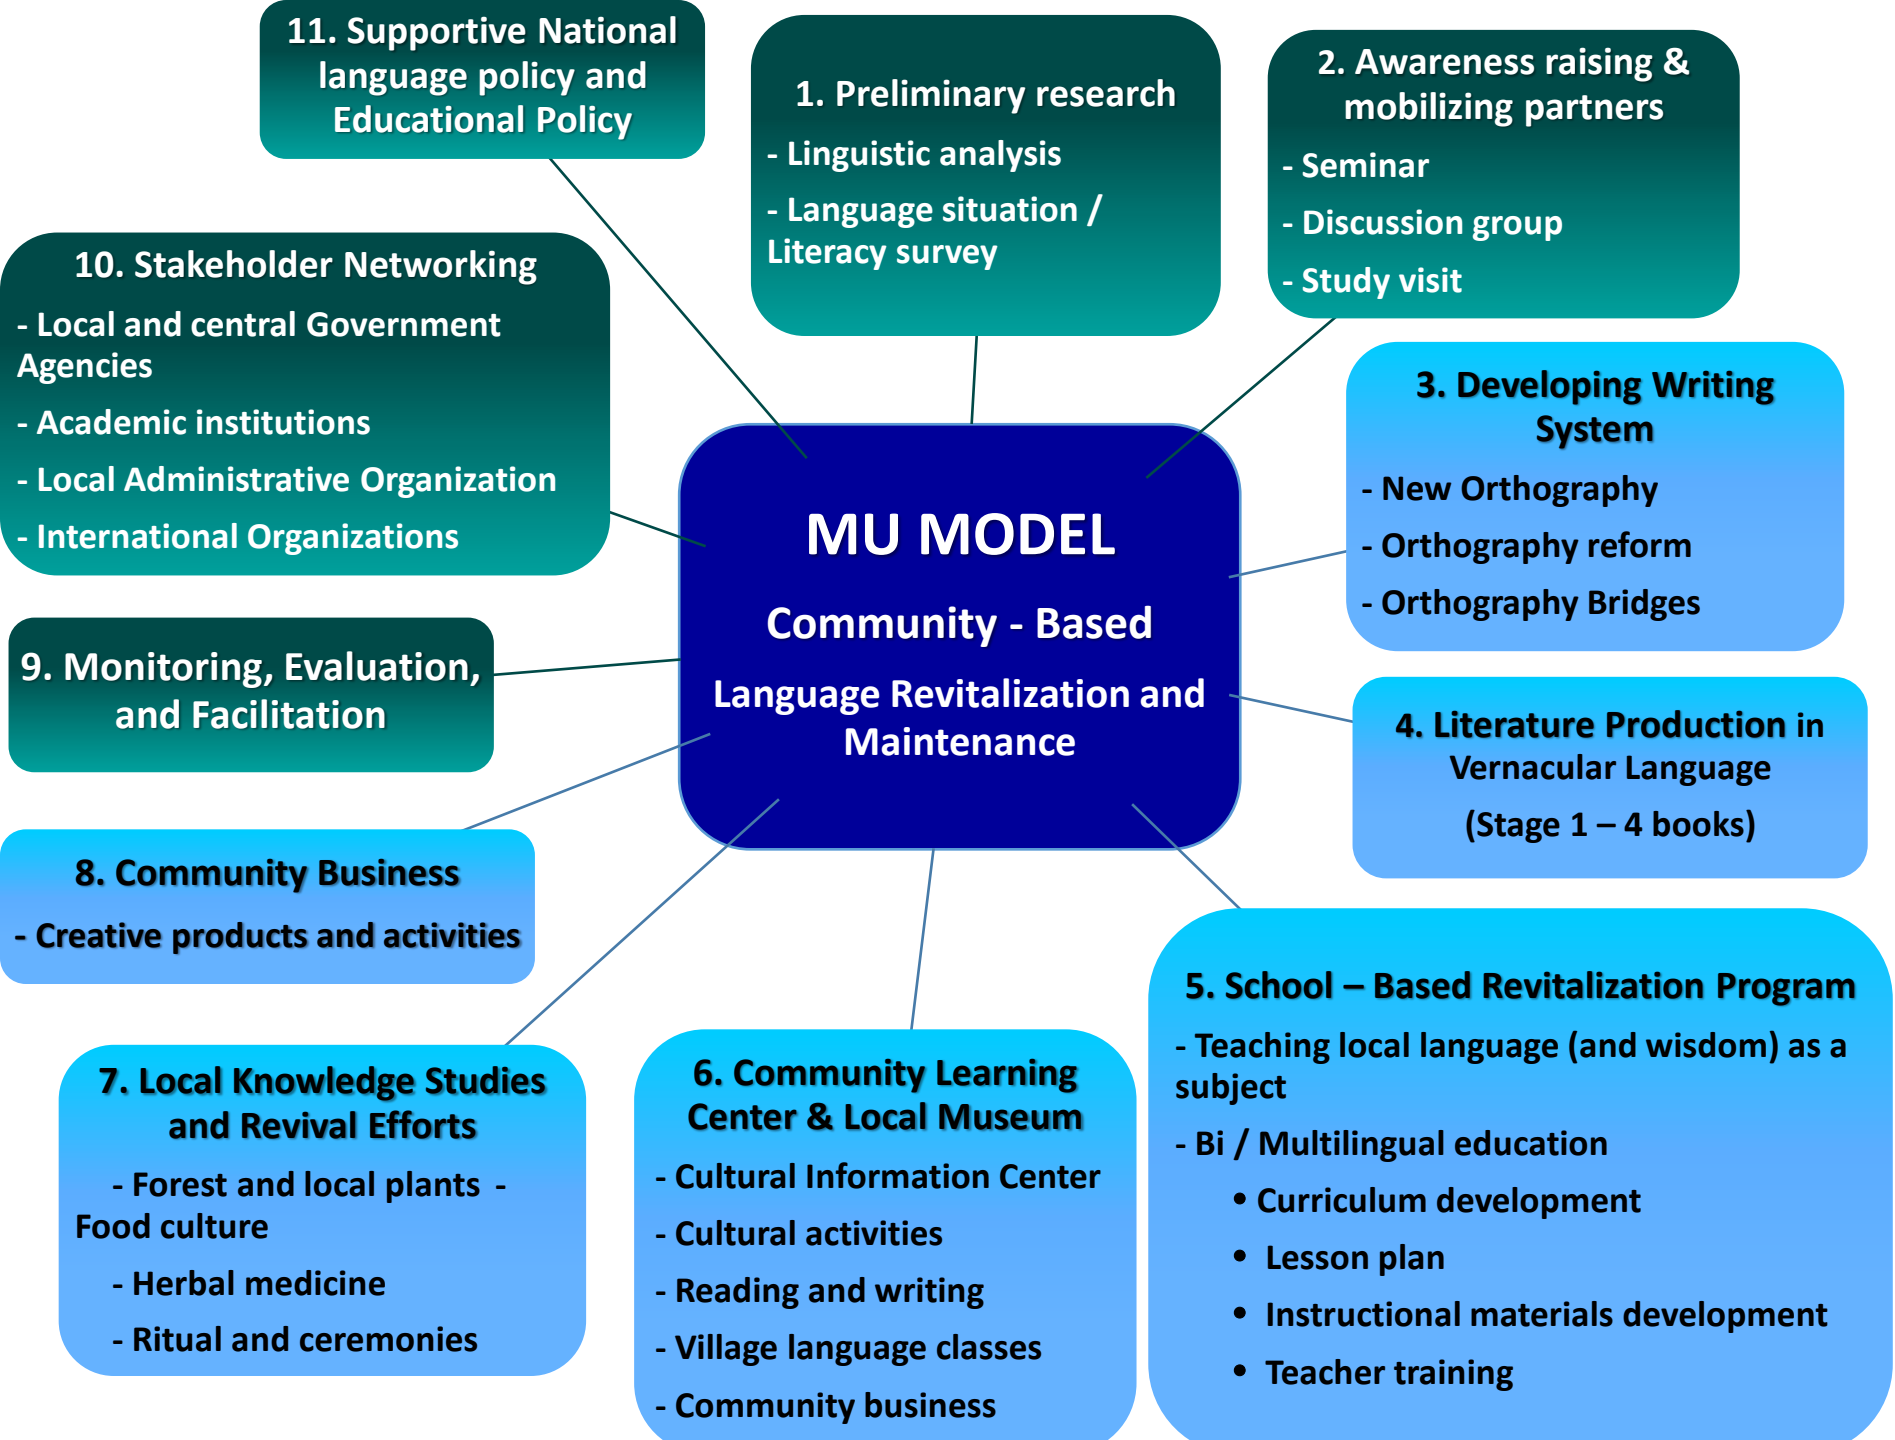 11. Supportive National
language policy and
Educational Policy
1. Preliminary research
- Linguistic analysis
- Language situation /
Literacy survey
2. Awareness raising &
mobilizing partners
- Seminar
- Discussion group
- Study visit
10. Stakeholder Networking
- Local and central Government
Agencies
- Academic institutions
- Local Administrative Organization
- International Organizations
3. Developing Writing
System
- New Orthography
- Orthography reform
- Orthography Bridges
MU MODEL
Community - Based
Language Revitalization and
Maintenance
9. Monitoring, Evaluation,
and Facilitation
4. Literature Production in
Vernacular Language
(Stage 1 – 4 books)
8. Community Business
- Creative products and activities
5. School – Based Revitalization Program
- Teaching local language (and wisdom) as a
subject
- Bi / Multilingual education
• Curriculum development
• Lesson plan
• Instructional materials development
• Teacher training
7. Local Knowledge Studies
and Revival Efforts
- Forest and local plants -
Food culture
- Herbal medicine
- Ritual and ceremonies
6. Community Learning
Center & Local Museum
- Cultural Information Center
- Cultural activities
- Reading and writing
- Village language classes
- Community business